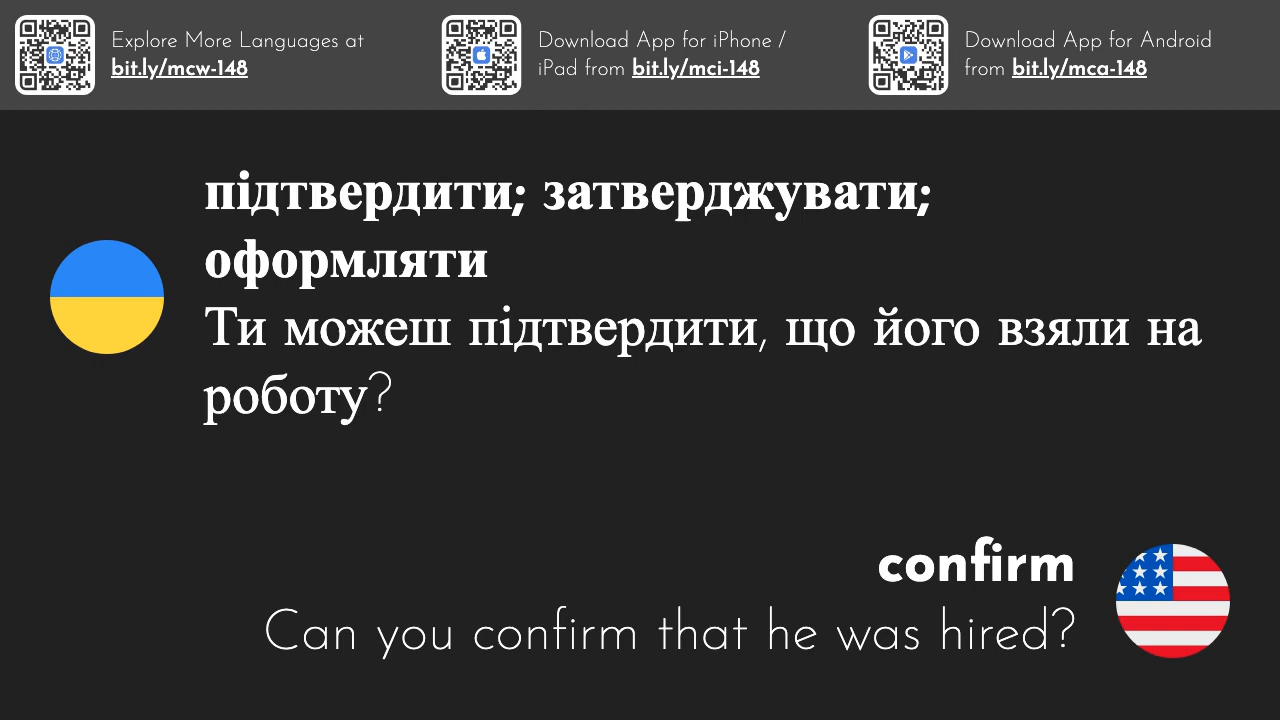 Explore More Languages at
bit.ly/mcw-148
Download App for iPhone /
iPad from bit.ly/mci-148
Download App for Android
from bit.ly/mca-148
підтвердити; затверджувати;
оформляти
Ти можеш підтвердити, що його взяли на
роботу?
confirm
Can you confirm that he was hired?